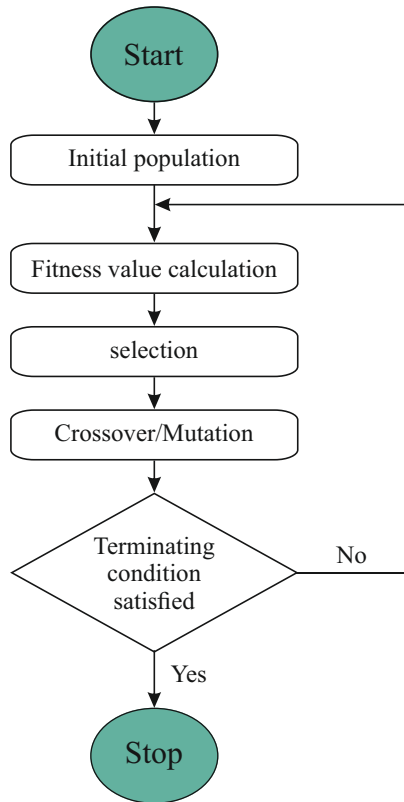 Start
Initial population
Fitness value calculation
selection
Crossover/Mutation
Terminating
condition
satisfied
No
Yes
Stop